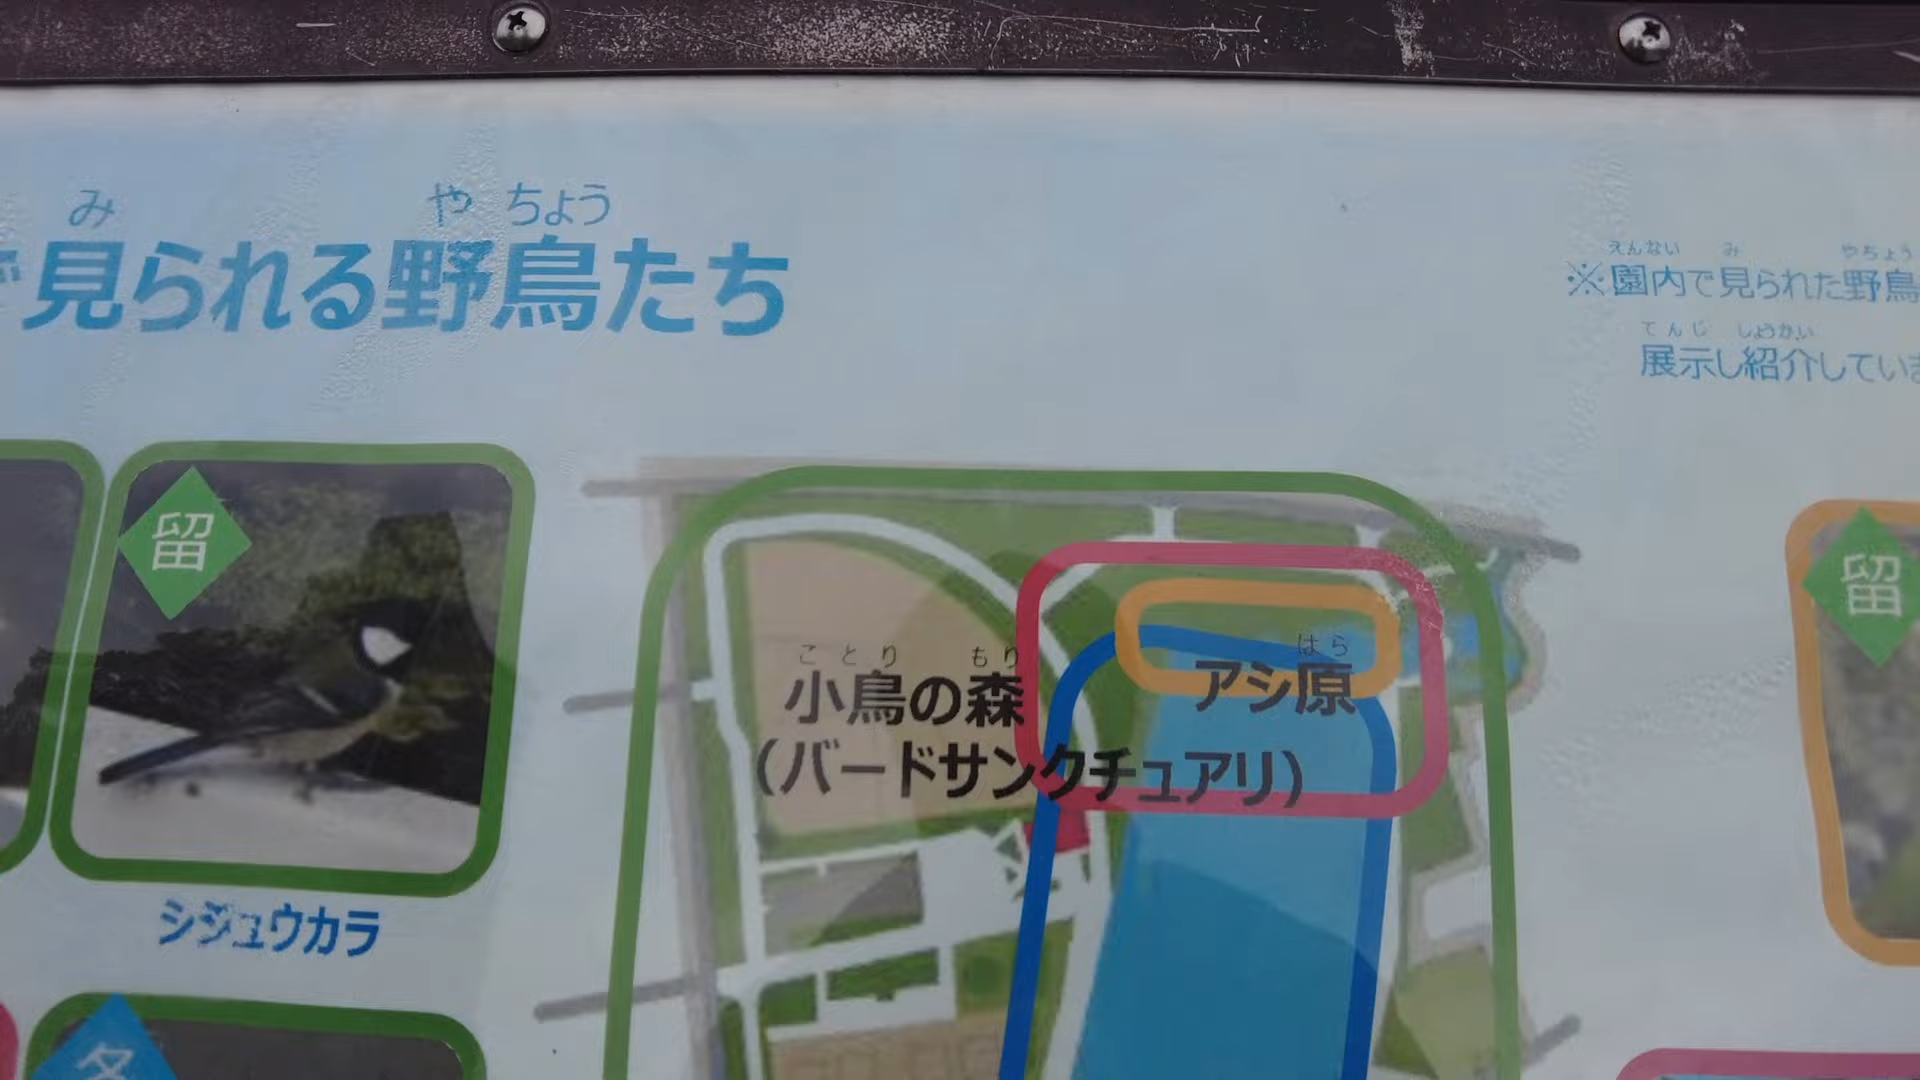 み や ちょう
で見られる野鳥たち
えんない み やちょう
※園内で見られた野鳥
てんじ しょうかい
展示し紹介していま
留
シジュウカラ
ことり もり
小鳥の森
(バードサンクチュアリ)
はら
アシ原
留
冬